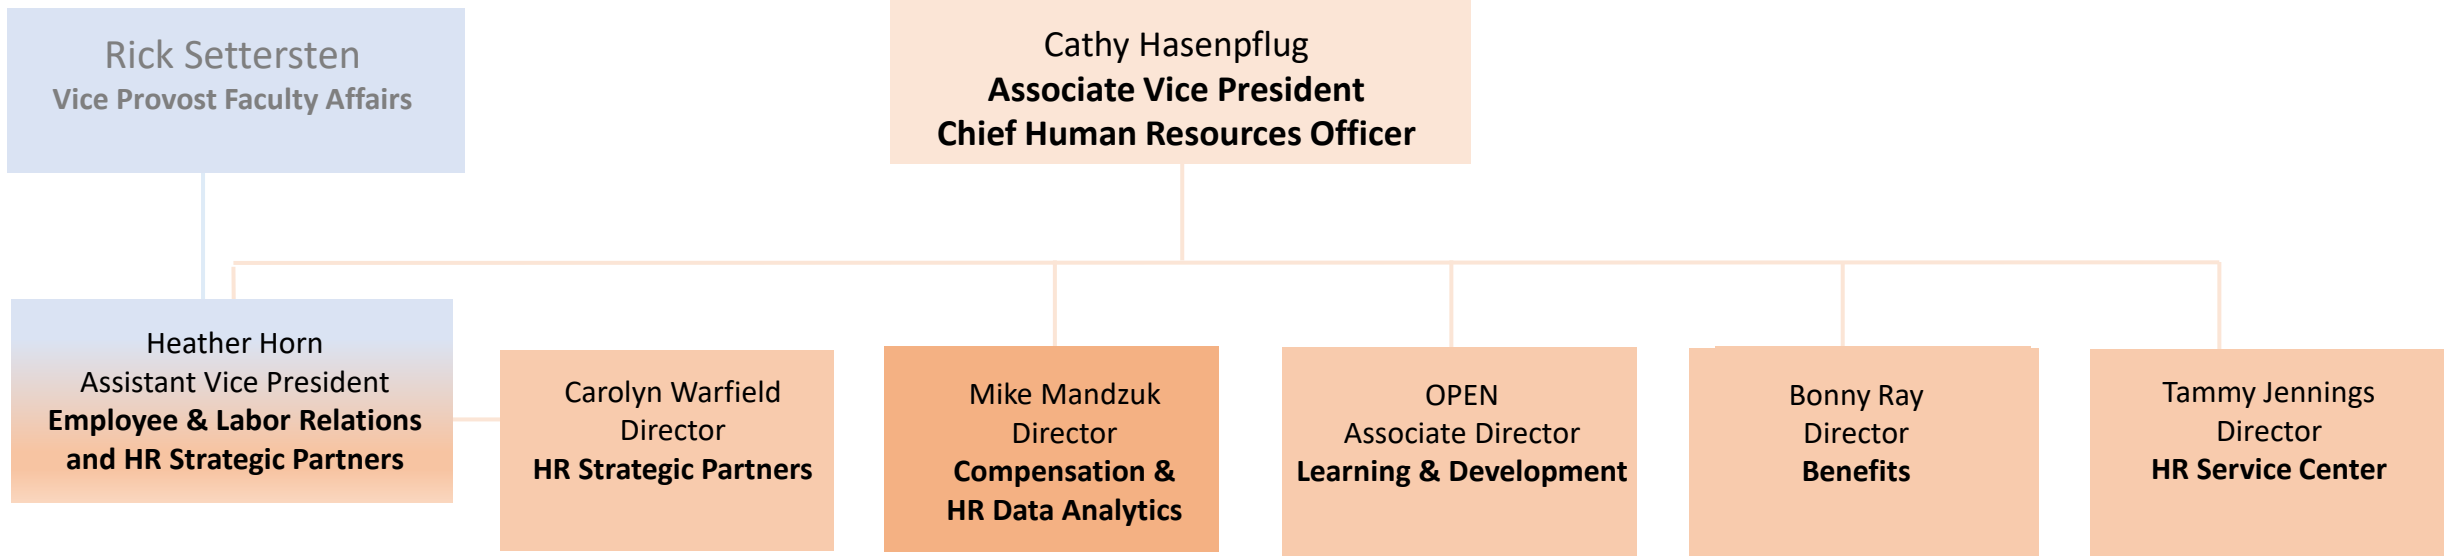 Rick Settersten
Vice Provost Faculty Affairs
Cathy Hasenpflug
Associate Vice President
Chief Human Resources Officer
Heather Horn
Assistant Vice President
Employee & Labor Relations
and HR Strategic Partners
Carolyn Warfield
Director
HR Strategic Partners
Mike Mandzuk
Director
Compensation &
HR Data Analytics
OPEN
Associate Director
Learning & Development
Bonny Ray
Director
Benefits
Tammy Jennings
Director
HR Service Center